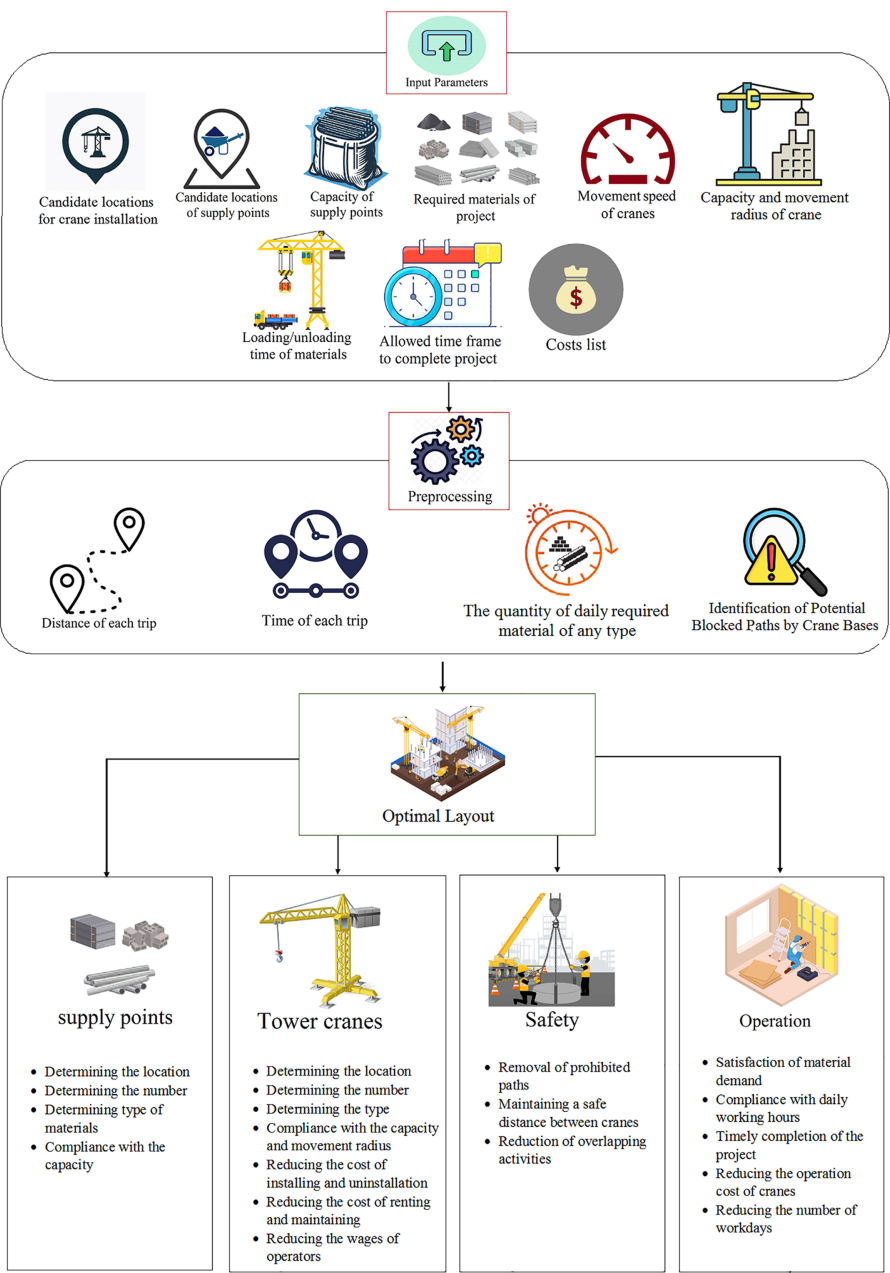 Input Parameters
Candidate locations
for crane installation
Candidate locations
of supply points
Capacity of
supply points
Required materials of
project
Movement speed
of cranes
Capacity and movement
radius of crane
Loading/unloading
time of materials
Allowed time frame
to complete project
$
Costs list
Preprocessing
Distance of each trip
Time of each trip
The quantity of daily required
material of any type
Identification of Potential
Blocked Paths by Crane Bases
Optimal Layout
supply points
• Determining the location
• Determining the number
• Determining type of
materials
• Compliance with the
capacity
Tower cranes
• Determining the location
• Determining the number
• Determining the type
• Compliance with the capacity
and movement radius
• Reducing the cost of
installing and uninstallation
• Reducing the cost of renting
and maintaining
• Reducing the wages of
operators
Safety
• Removal of prohibited
paths
• Maintaining a safe
distance between cranes
• Reduction of overlapping
activities
Operation
• Satisfaction of material
demand
• Compliance with daily
working hours
• Timely completion of the
project
• Reducing the operation
cost of cranes
• Reducing the number of
workdays